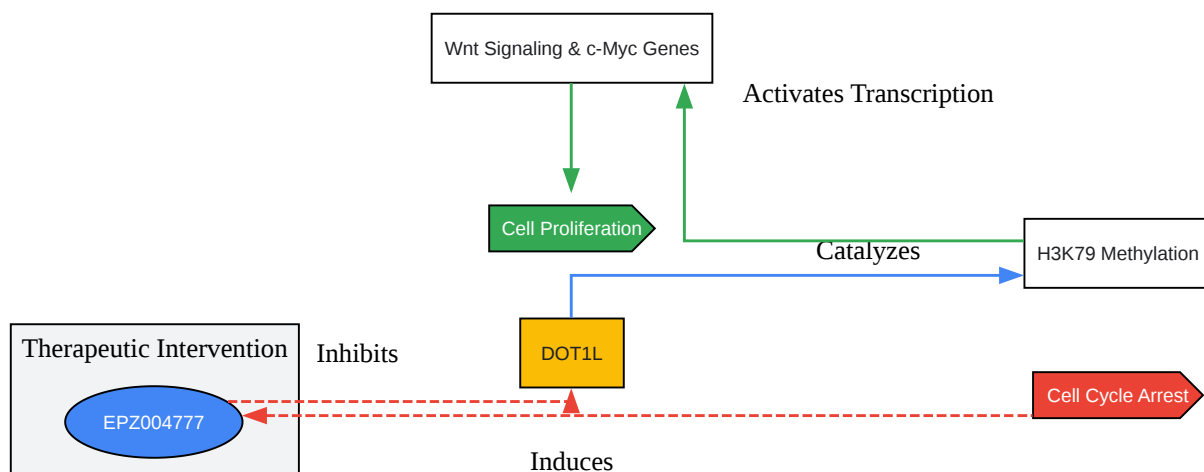 Wnt Signaling & c-Myc Genes
Activates Transcription
Cell Proliferation
Catalyzes
H3K79 Methylation
Therapeutic Intervention
Inhibits
DOT1L
EPZ004777
Cell Cycle Arrest
Induces